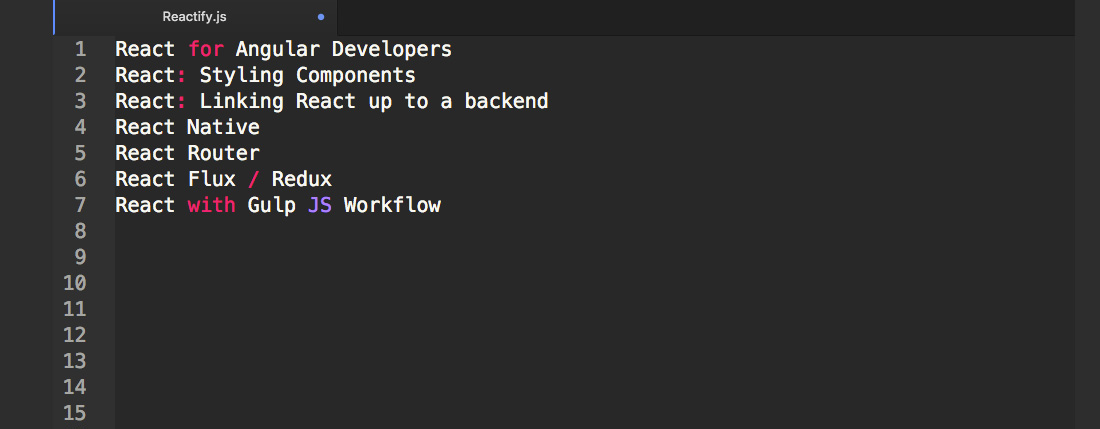 Reactify.js
1 React for Angular Developers
2 React: Styling Components
3 React: Linking React up to a backend
4 React Native
5 React Router
6 React Flux / Redux
7 React with Gulp JS Workflow
8
9
10
11
12
13
14
15